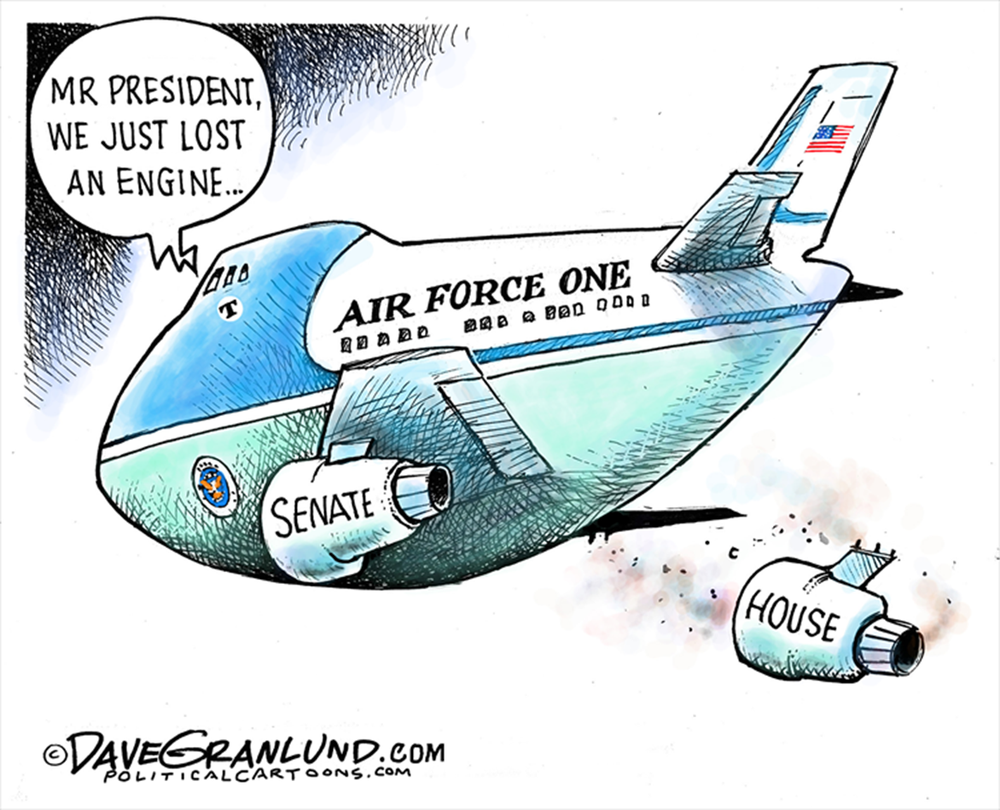 MR PRESIDENT,
WE JUST LOST
AN ENGINE...
T
AIR FORCE ONE
SENATE
HOUSE
© DAVEGRANLUND.COM
POLITICALCARTOONS.COM